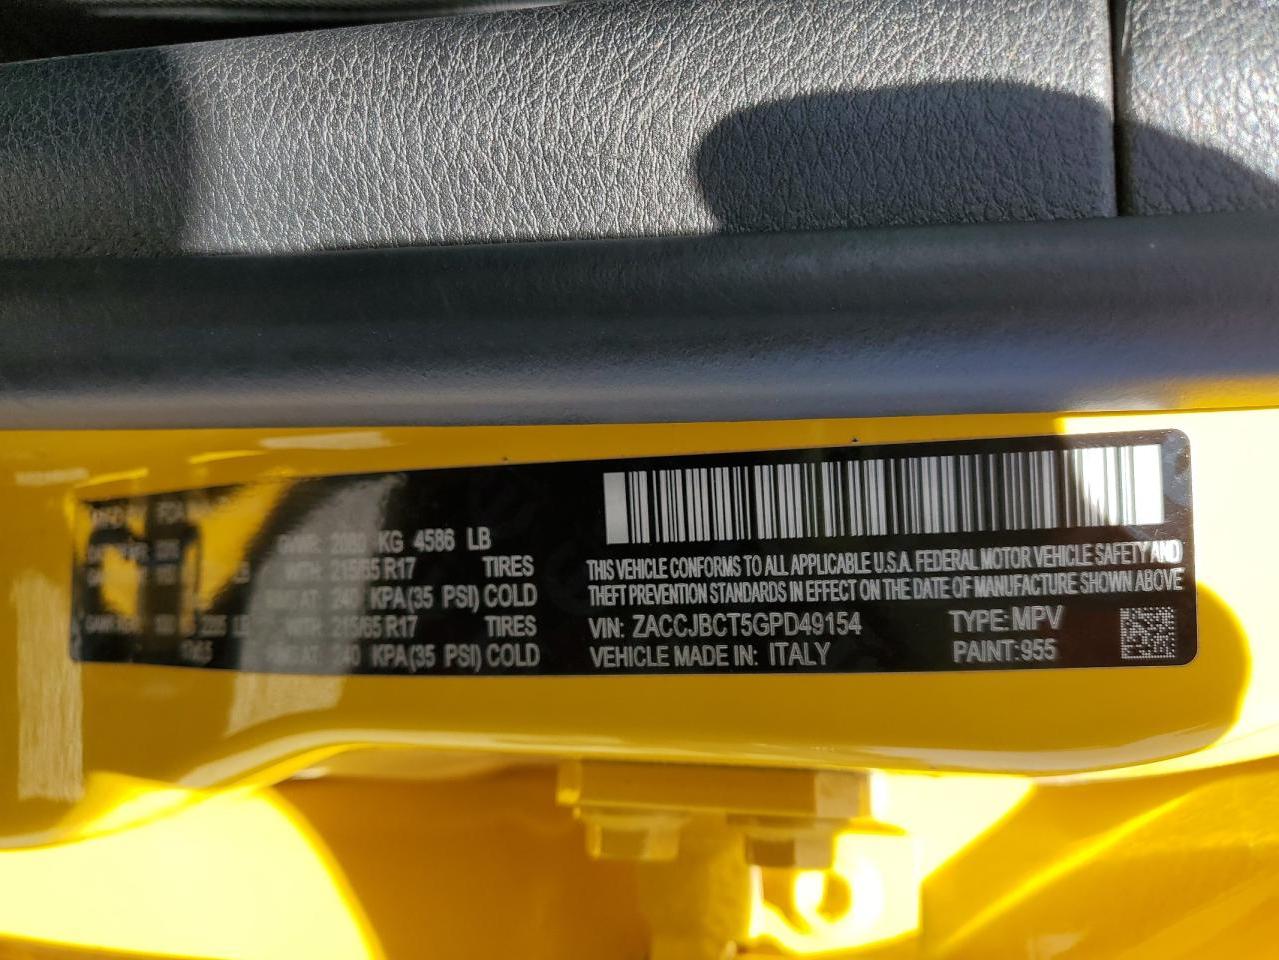 GVWR: 2080 KG 4586 LB
WITH: 215/65 R17 TIRES
240 KPA(35 PSI) COLD
215/65 R17 TIRES
240 KPA(35 PSI) COLD
THIS VEHICLE CONFORMS TO ALL APPLICABLE U.S.A. FEDERAL MOTOR VEHICLE SAFETY AND
THEFT PREVENTION STANDARDS IN EFFECT ON THE DATE OF MANUFACTURE SHOWN ABOVE
VIN: ZACCJBCT5GPD49154 TYPE: MPV
VEHICLE MADE IN: ITALY PAINT:955